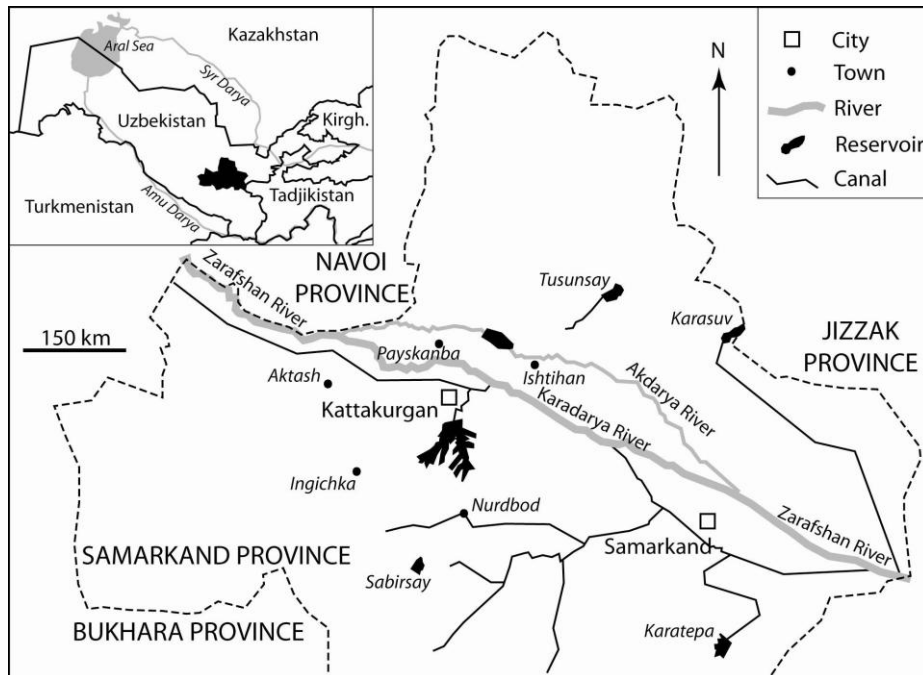 Aral Sea
Kazakhstan
Syr Darya
Uzbekistan
Kirgh.
Turkmenistan
Amu Darya
Tadjikistan
N
City
Town
River
Reservoir
Canal
Zarafshan River
NAVOI
PROVINCE
Tusunsay
Karasuv
JIZZAK
PROVINCE
150 km
Payskanba
Ishtihan
Akdarya River
Aktash
Kattakurgan
Karadarya River
Ingichka
Nurdbod
Samarkand
Zarafshan River
SAMARKAND PROVINCE
Sabirsay
BUKHARA PROVINCE
Karatepa